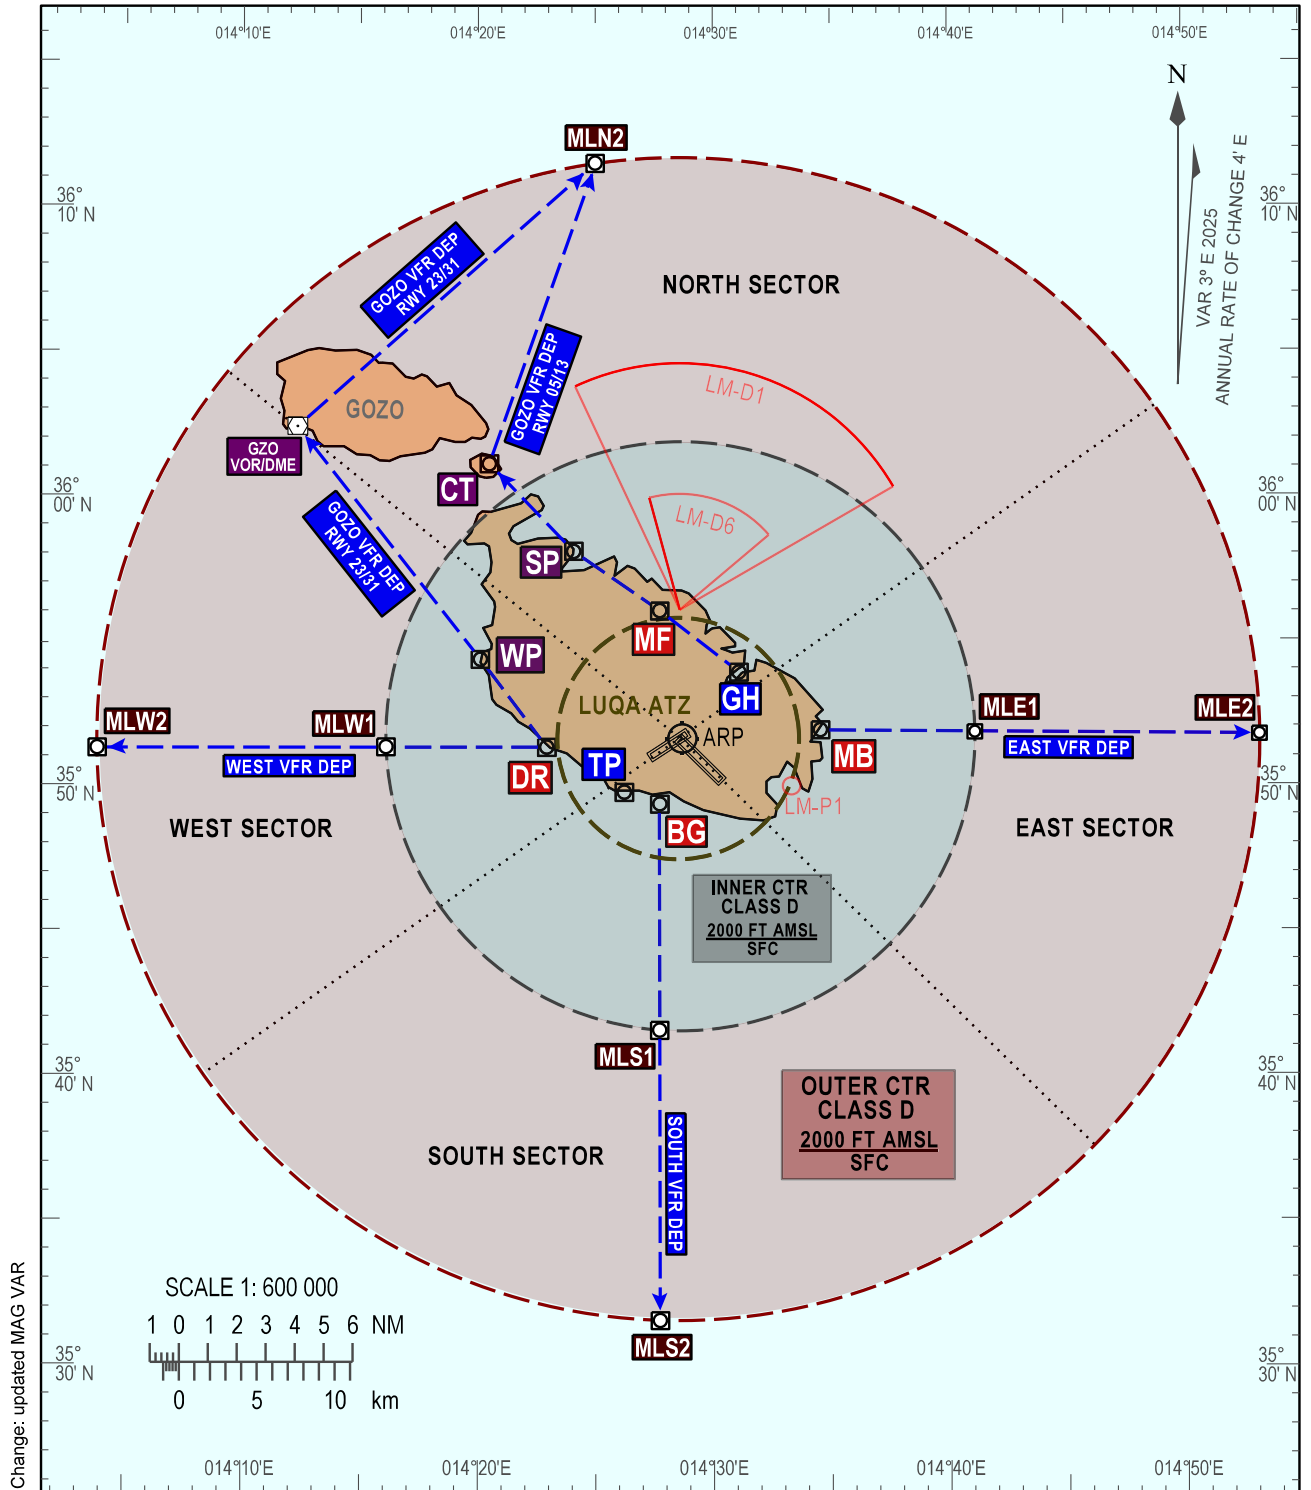 014°10'E
014°20'E
014°30'E
014°40'E
014°50'E
N
VAR 3° E 2025
ANNUAL RATE OF CHANGE 4' E
MLN2
36°
10' N
36°
10' N
GOZO VFR DEP
RWY 23/31
NORTH SECTOR
GOZO VFR DEP
RWY 05/13
LM-D1
GOZO
GZO
VOR/DME
CT
36°
00' N
36°
00' N
LM-D6
GOZO VFR DEP
RWY 23/31
SP
MF
WP
GH
LUQA ATZ
MLW2
MLW1
MLE1
MLE2
ARP
WEST VFR DEP
EAST VFR DEP
DR
TP
MB
35°
50' N
35°
50' N
LM-P1
WEST SECTOR
BG
EAST SECTOR
INNER CTR
CLASS D
2000 FT AMSL
SFC
MLS1
35°
40' N
35°
40' N
OUTER CTR
CLASS D
2000 FT AMSL
SFC
SOUTH SECTOR
SOUTH VFR DEP
SCALE 1: 600 000
1 0 1 2 3 4 5 6 NM
0 5 10 km
MLS2
35°
30' N
35°
30' N
Change: updated MAG VAR
014°10'E
014°20'E
014°30'E
014°40'E
014°50'E